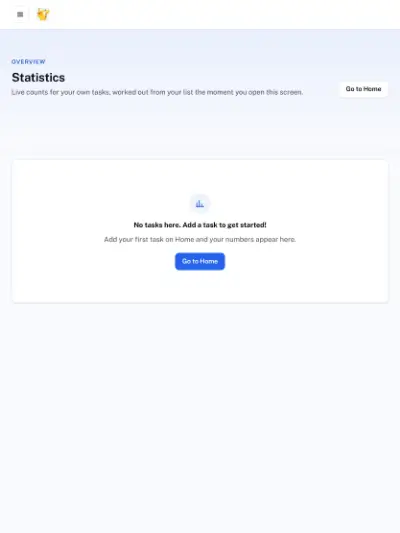 OVERVIEW
Statistics
Live counts for your own tasks, worked out from your list the moment you open this screen.
Go to Home
No tasks here. Add a task to get started!
Add your first task on Home and your numbers appear here.
Go to Home